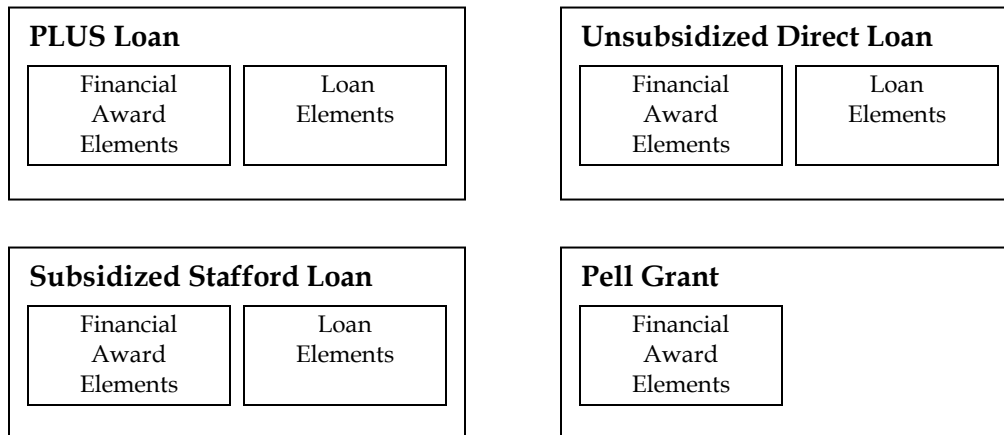 PLUS Loan
Financial
Award
Elements
Loan
Elements
Unsubsidized Direct Loan
Financial
Award
Elements
Loan
Elements
Subsidized Stafford Loan
Financial
Award
Elements
Loan
Elements
Pell Grant
Financial
Award
Elements